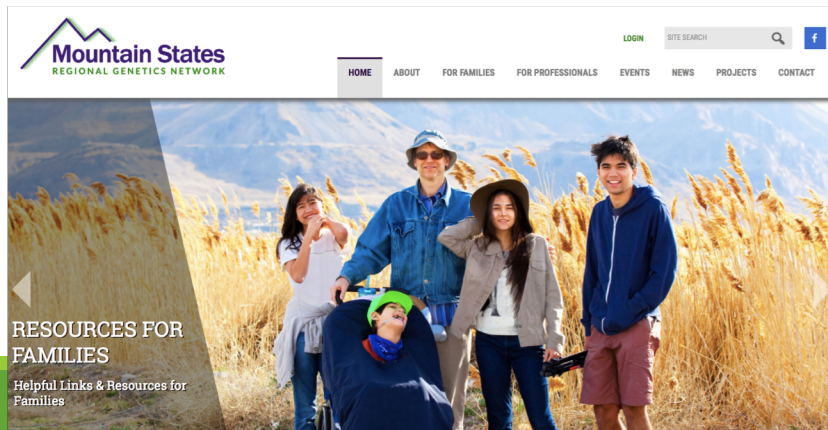 Mountain States
REGIONAL GENETICS NETWORK
LOGIN
SITE SEARCH
f
HOME ABOUT FOR FAMILIES FOR PROFESSIONALS EVENTS NEWS PROJECTS CONTACT
RESOURCES FOR
FAMILIES
Helpful Links & Resources for
Families